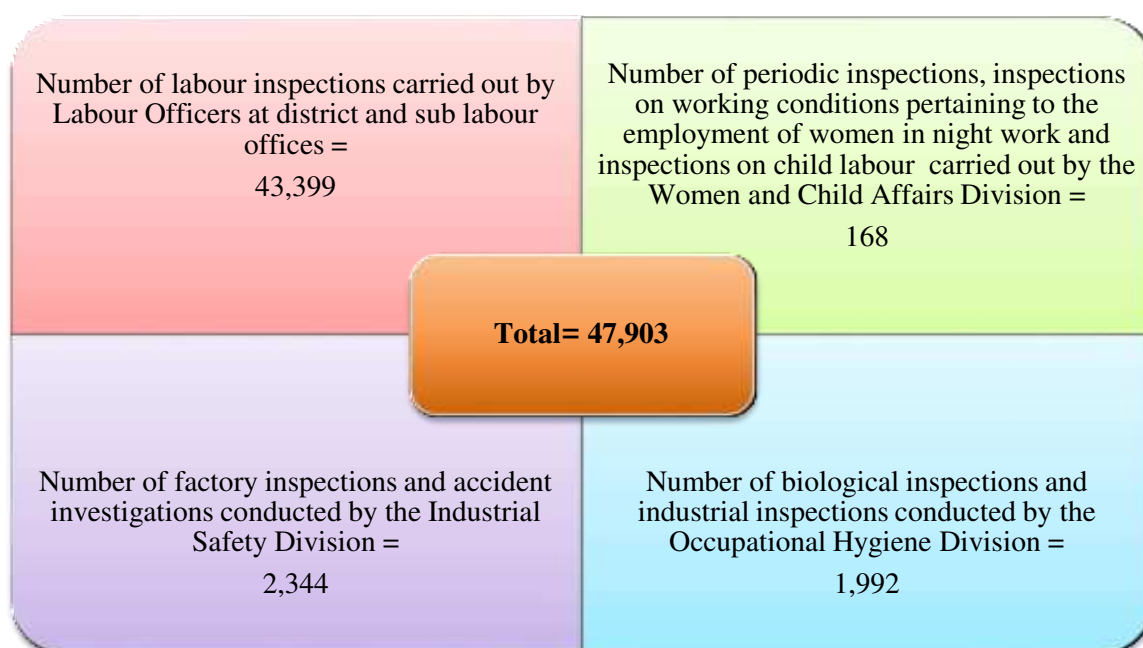 Number of labour inspections carried out by
Labour Officers at district and sub labour
offices =
43,399
Number of periodic inspections, inspections
on working conditions pertaining to the
employment of women in night work and
inspections on child labour carried out by the
Women and Child Affairs Division =
168
Total= 47,903
Number of factory inspections and accident
investigations conducted by the Industrial
Safety Division =
2,344
Number of biological inspections and
industrial inspections conducted by the
Occupational Hygiene Division =
1,992